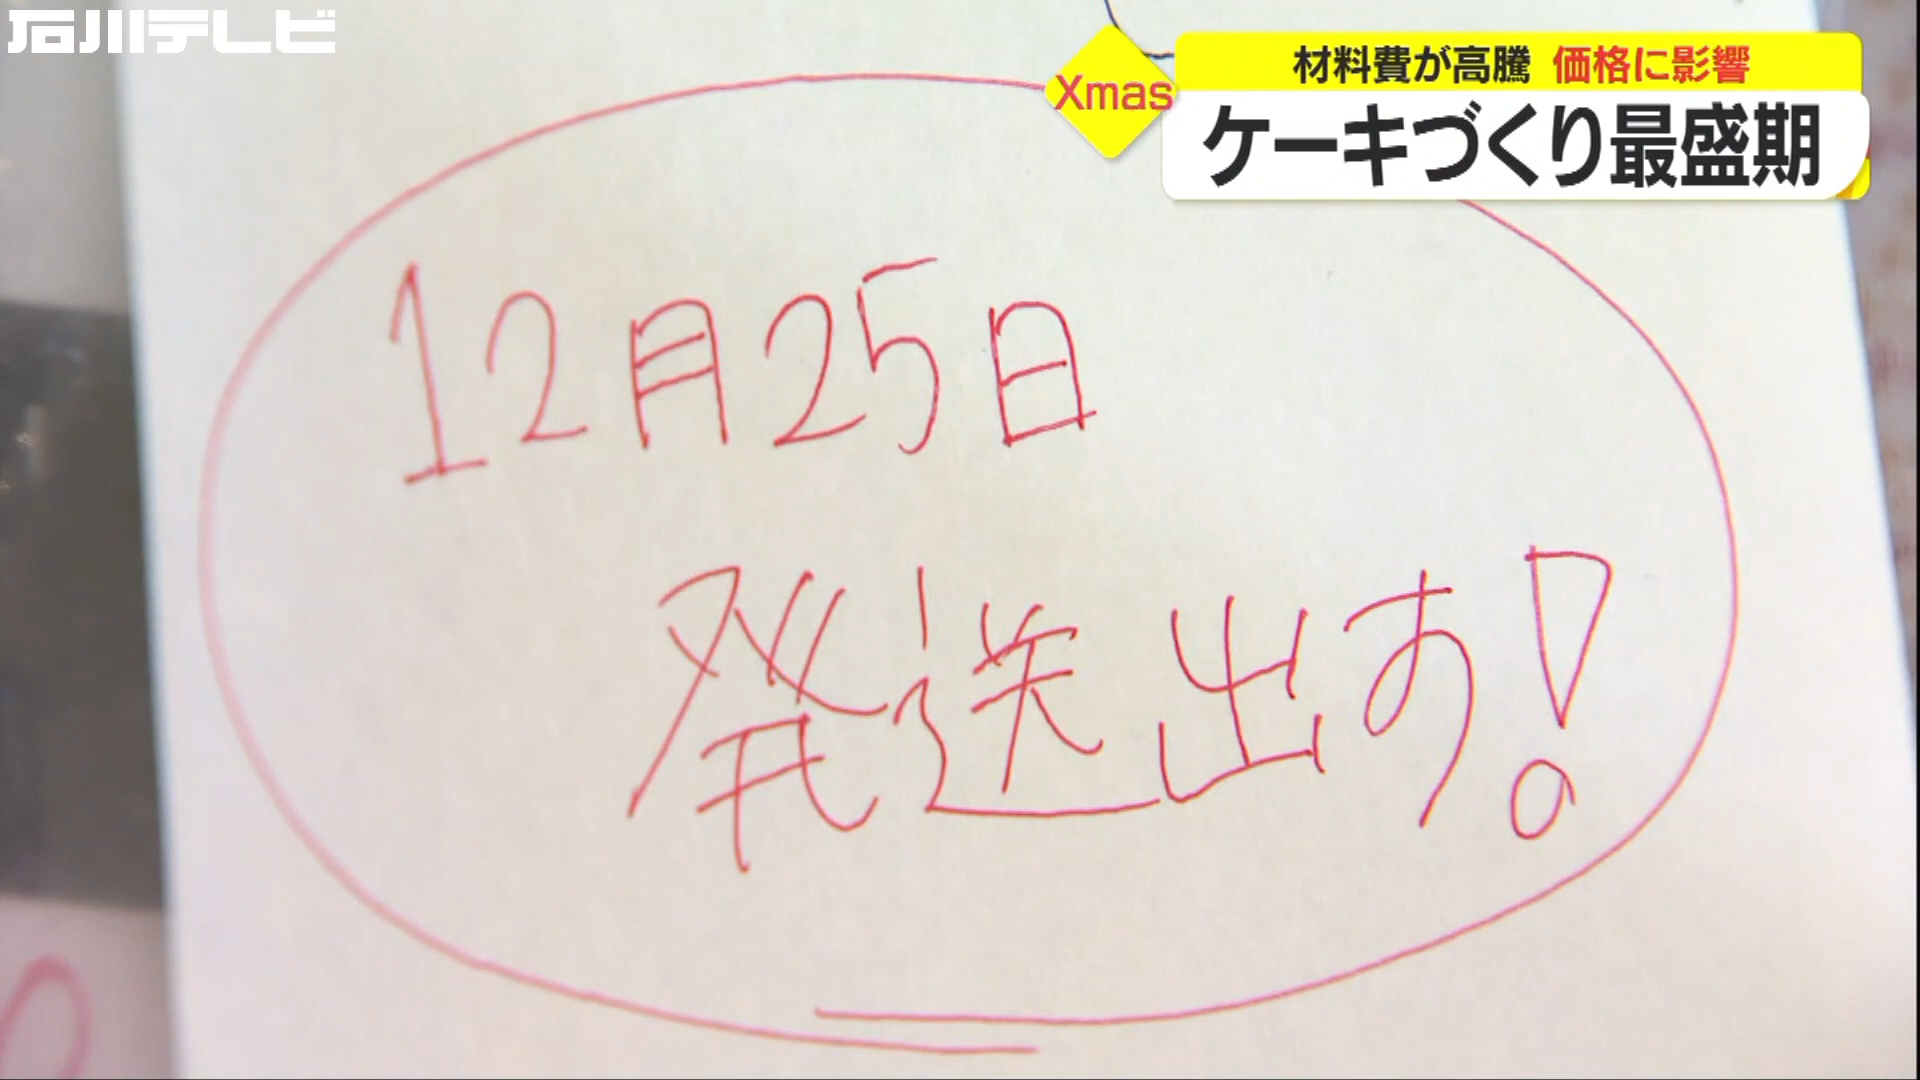 石川テレビ
材料費が高騰 価格に影響
Xmas
ケーキづくり最盛期
12月25日
発送出す!